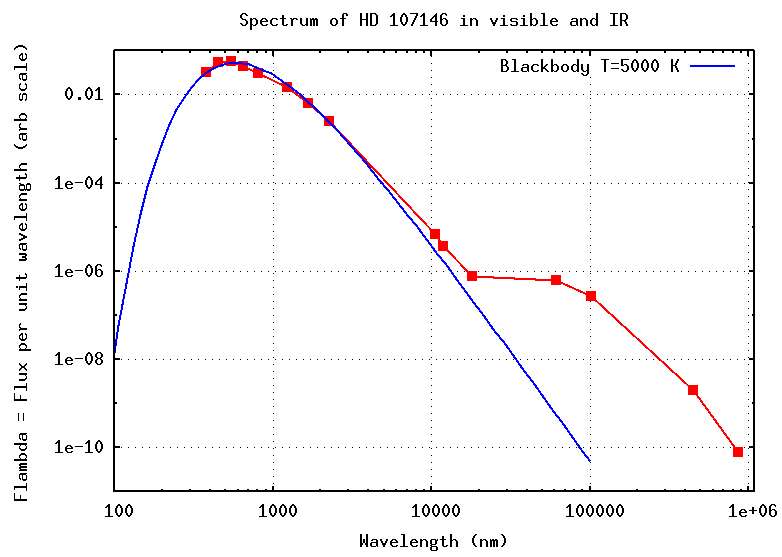 Spectrum of HD 107146 in visible and IR
Flambda = Flux per unit wavelength (arb scale)
Blackbody T=5000 K
0.01
1e-04
1e-06
1e-08
1e-10
100 1000 10000 100000 1e+06
Wavelength (nm)